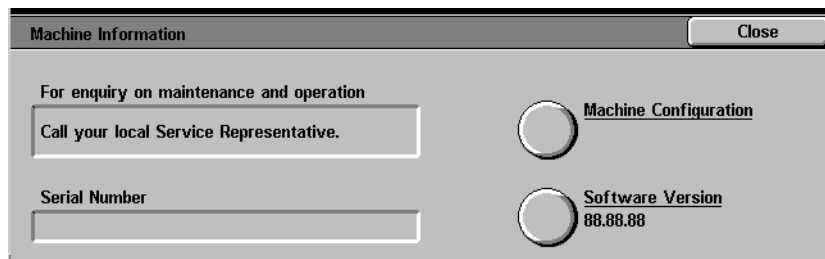 Machine Information
Close
For enquiry on maintenance and operation
Call your local Service Representative.
Machine Configuration
Serial Number
Software Version
88.88.88